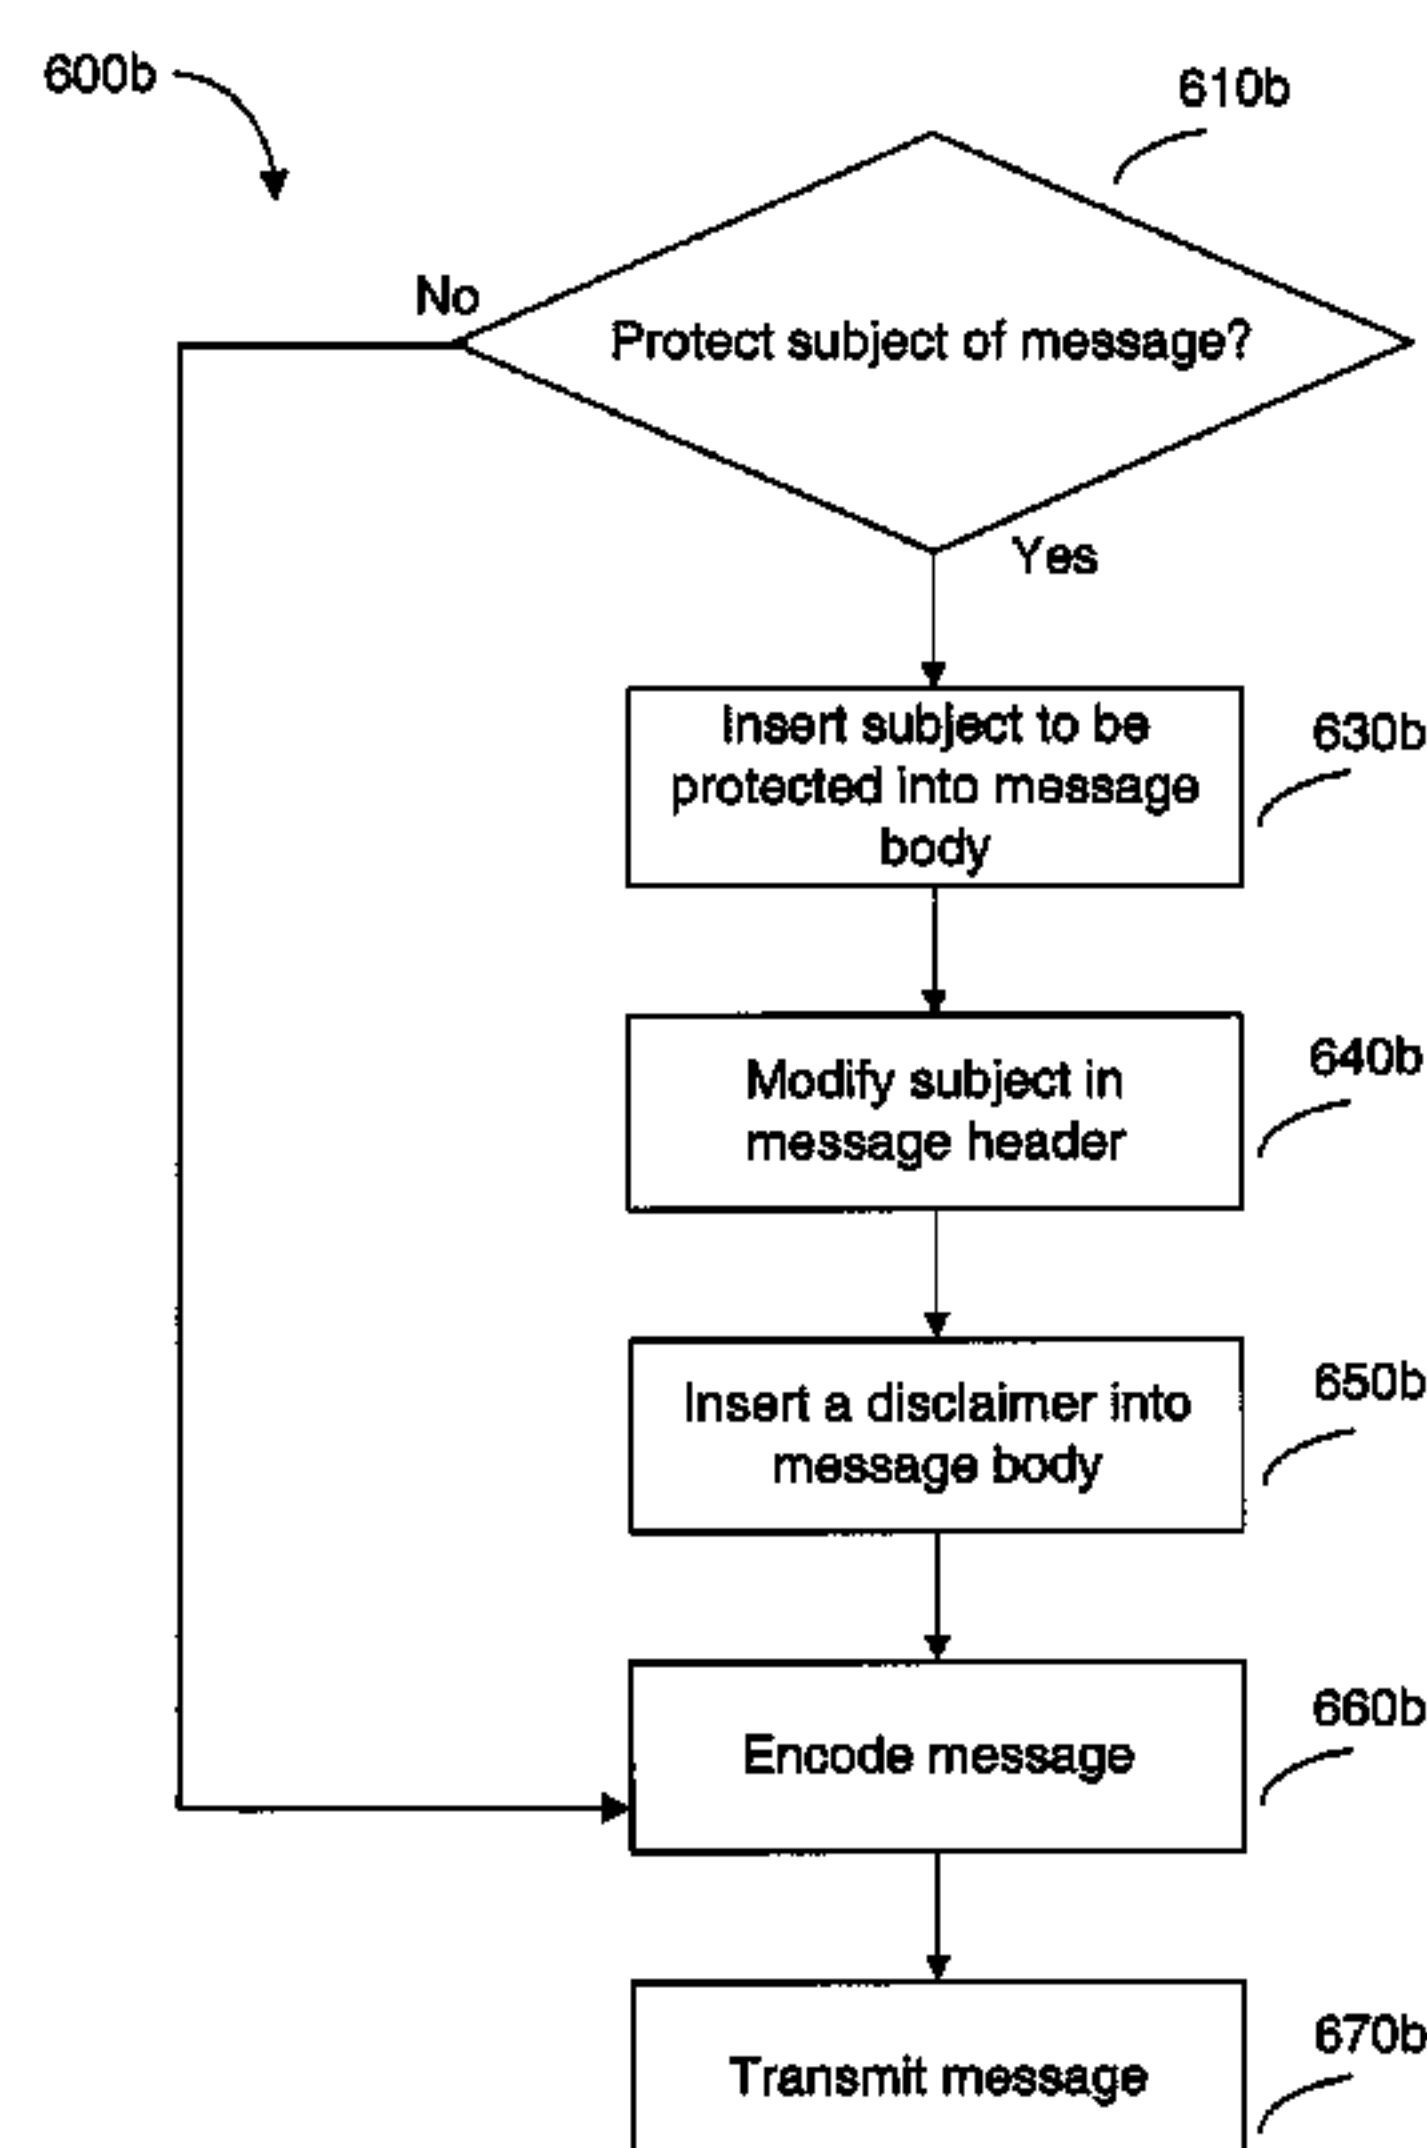 600b
610b
No
Protect subject of message?
Yes
Insert subject to be
protected into message
body
630b
Modify subject in
message header
640b
Insert a disclaimer into
message body
650b
Encode message
660b
Transmit message
670b